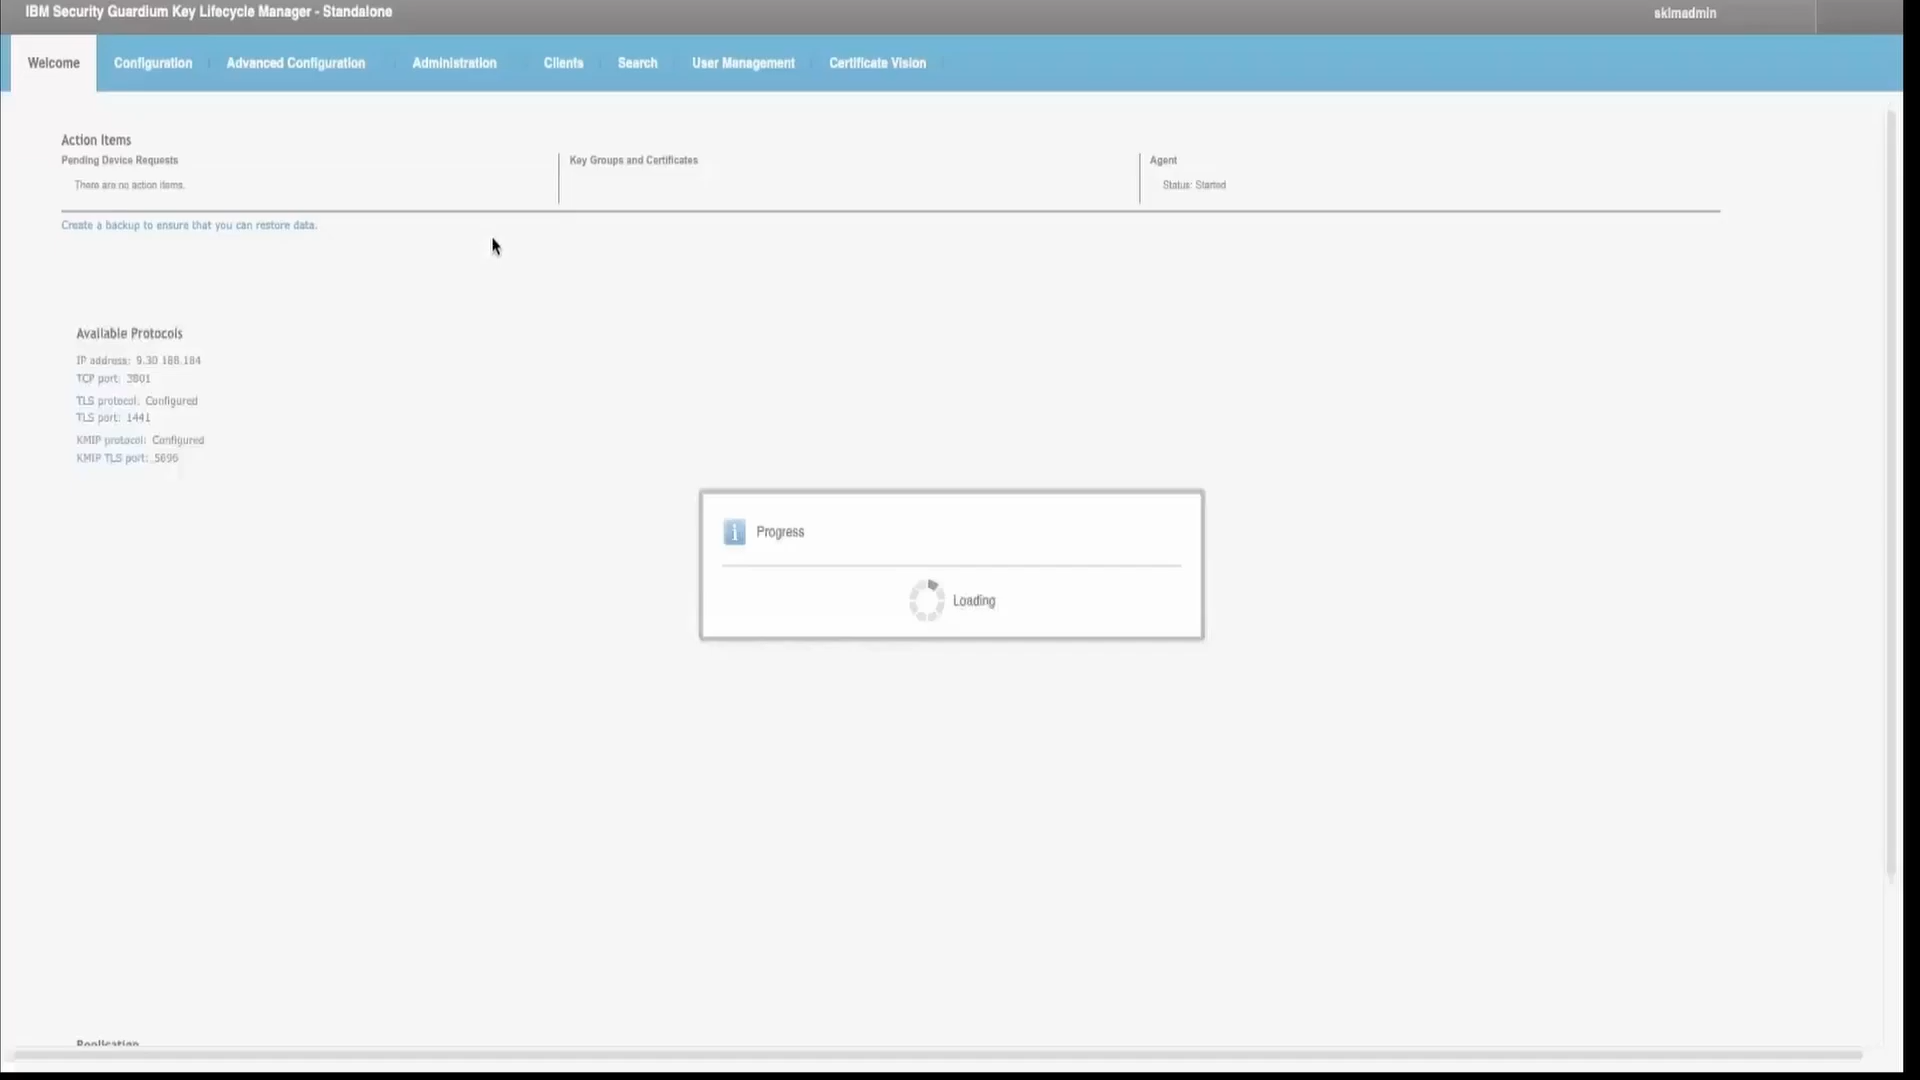 IBM Security Guardium Key Lifecycle Manager - Standalone
sklmadmin
Welcome
Configuration
Advanced Configuration
Administration
Clients
Search
User Management
Certificate Vision
Action Items
Pending Device Requests
There are no action items.
Key Groups and Certificates
Agent
Status: Started
Create a backup to ensure that you can restore data.
Available Protocols
IP address: 9.30.188.184
TCP port: 3801
TLS protocol: Configured
TLS port: 1441
KMIP protocol: Configured
KMIP TLS port: 5696
Progress
Loading
Replication